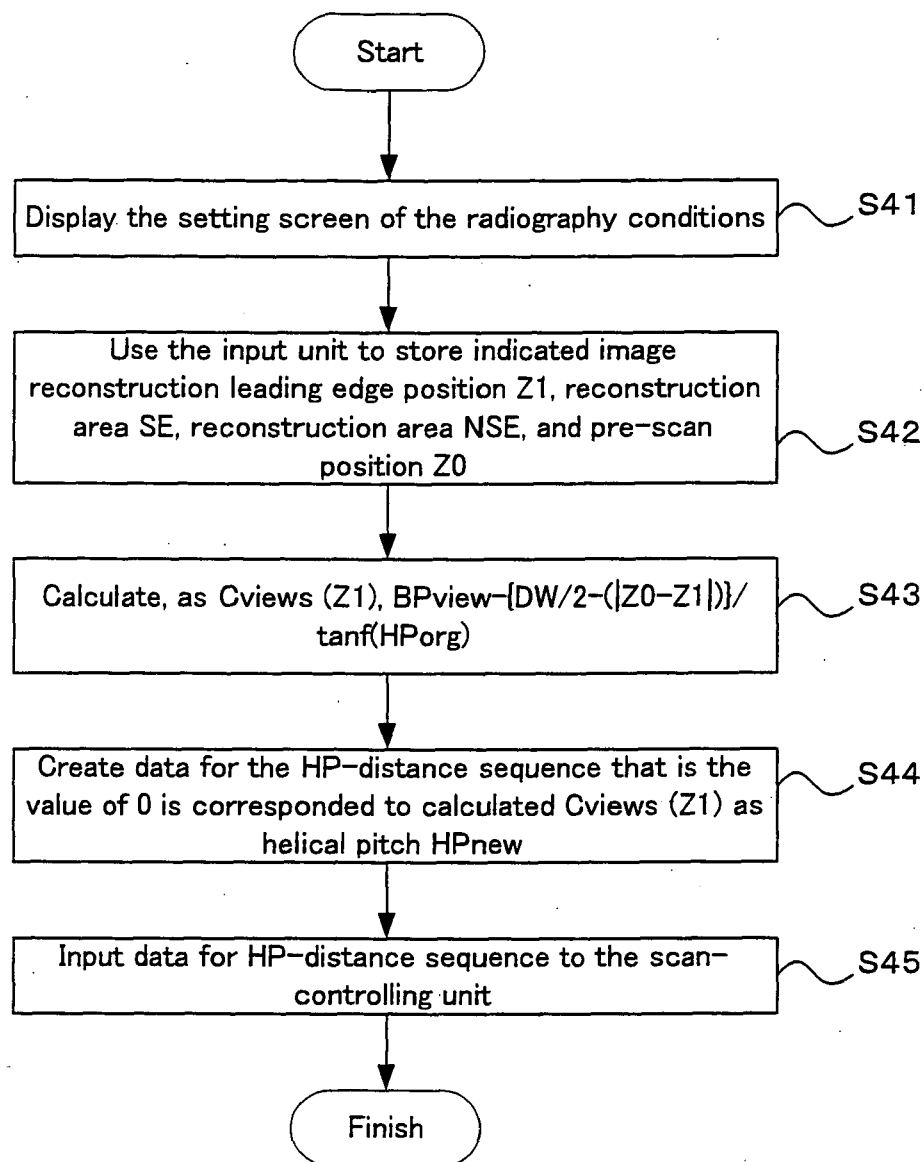 Start
Display the setting screen of the radiography conditions
S41
Use the input unit to store indicated image
reconstruction leading edge position Z1, reconstruction
area SE, reconstruction area NSE, and pre-scan
position Z0
S42
Calculate, as Cviews (Z1), BPview-{DW/2-(|Z0-Z1|)}/
tanf(HPorg)
S43
Create data for the HP-distance sequence that is the
value of 0 is corresponded to calculated Cviews (Z1) as
helical pitch HPnew
S44
Input data for HP-distance sequence to the scan-
controlling unit
S45
Finish